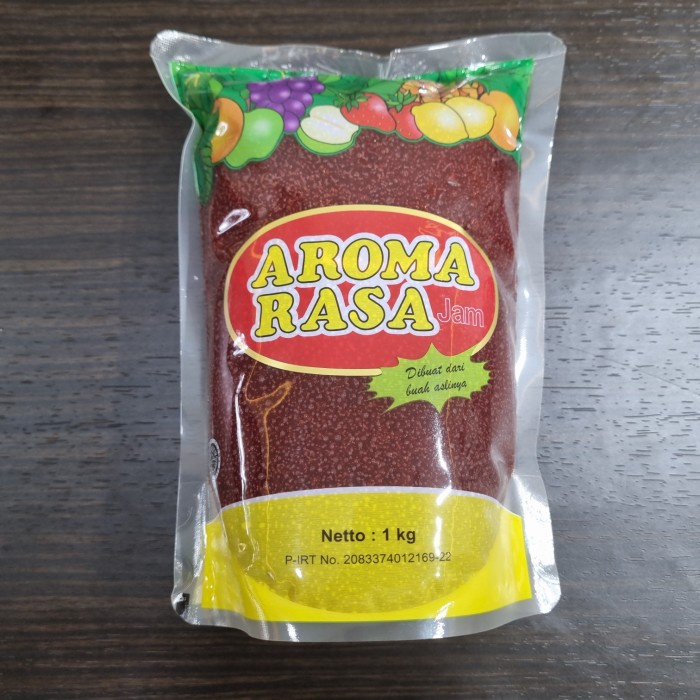 AROMA
RASA Jam
Dibuat dari
buah aslinya
Netto : 1 kg
P-IRT No. 2083374012169-22